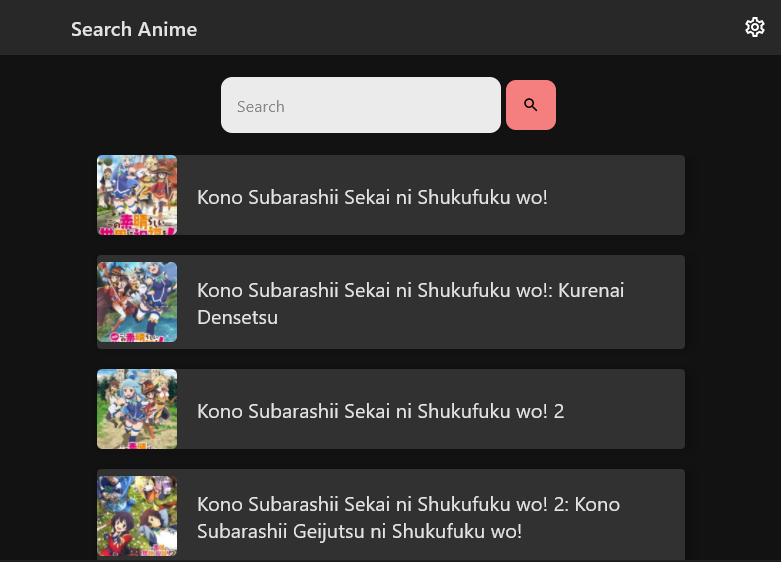 Search Anime
Search
Kono Subarashii Sekai ni Shukufuku wo!
Kono Subarashii Sekai ni Shukufuku wo!: Kurenai
Densetsu
Kono Subarashii Sekai ni Shukufuku wo! 2
Kono Subarashii Sekai ni Shukufuku wo! 2: Kono
Subarashii Geijutsu ni Shukufuku wo!